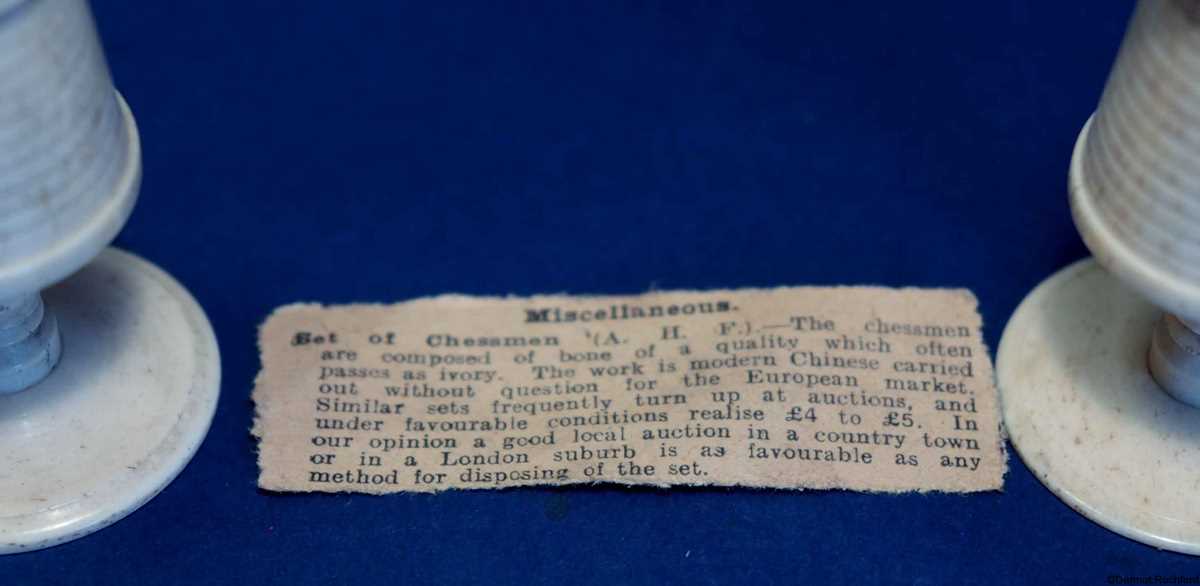 Miscellaneous.
Set of Chessmen (A. H. F.).—The chessmen
are composed of bone of a quality which often
passes as ivory. The work is modern Chinese carried
out without question for the European market.
Similar sets frequently turn up at auctions, and
under favourable conditions realise £4 to £5. In
our opinion a good local auction in a country town
or in a London suburb is as favourable as any
method for disposing of the set.